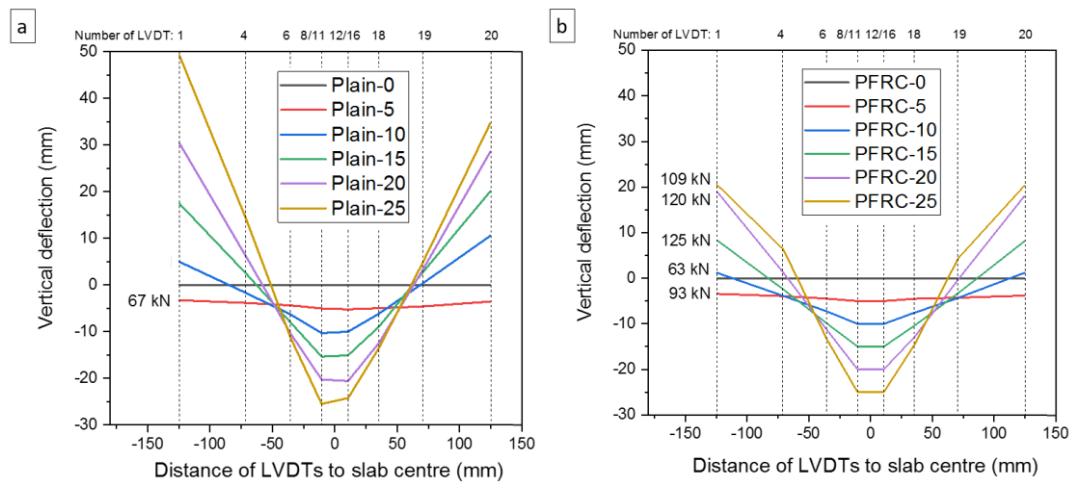 a
Number of LVDT: 1 4 6 8/11 12/16 18 19 20
50
40
30
20
10
0
-10
-20
-30
Vertical deflection (mm)
Plain-0
Plain-5
Plain-10
Plain-15
Plain-20
Plain-25
67 kN
-150 -100 -50 0 50 100 150
Distance of LVDTs to slab centre (mm)
b
Number of LVDT: 1 4 6 8/11 12/16 18 19 20
50
40
30
20
10
0
-10
-20
-30
Vertical deflection (mm)
PFRC-0
PFRC-5
PFRC-10
PFRC-15
PFRC-20
PFRC-25
109 kN
120 kN
125 kN
63 kN
93 kN
-150 -100 -50 0 50 100 150
Distance of LVDTs to slab centre (mm)